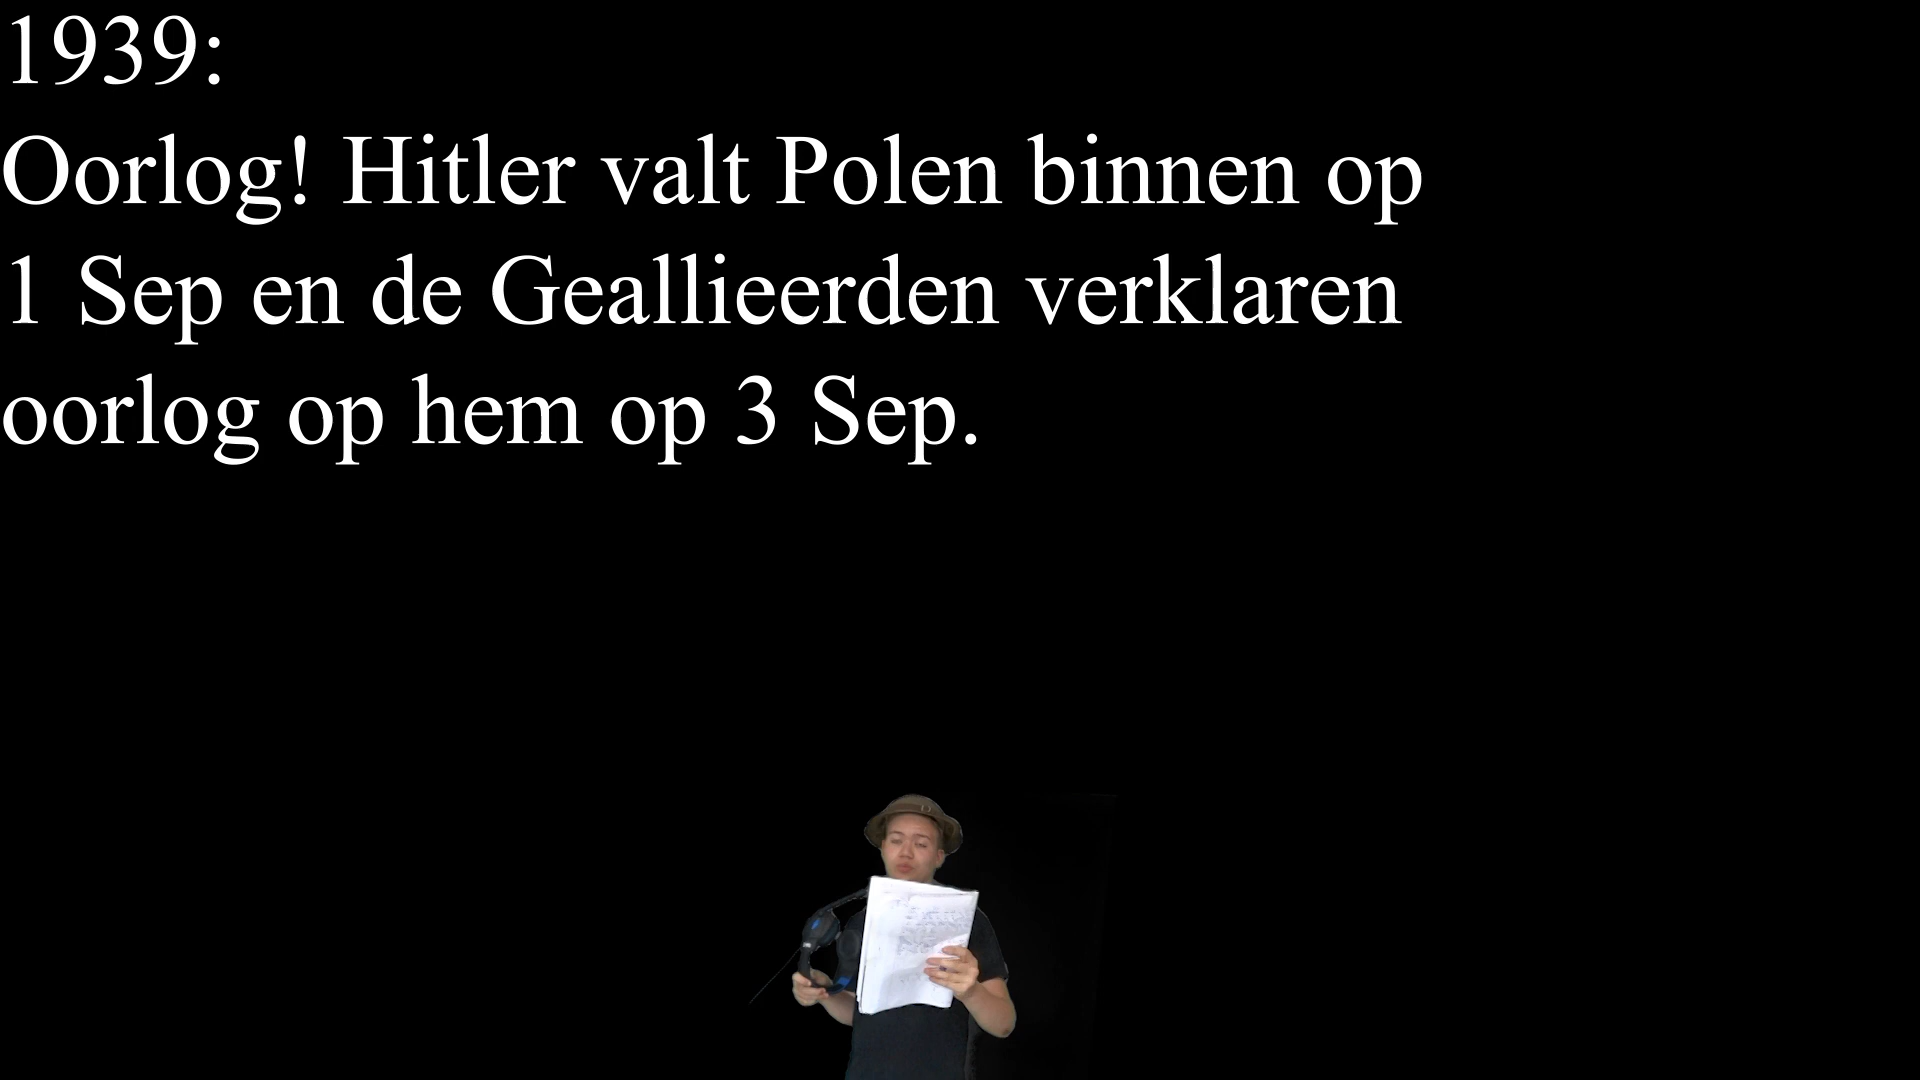 1939:
Oorlog! Hitler valt Polen binnen op
1 Sep en de Geallieerden verklaren
oorlog op hem op 3 Sep.